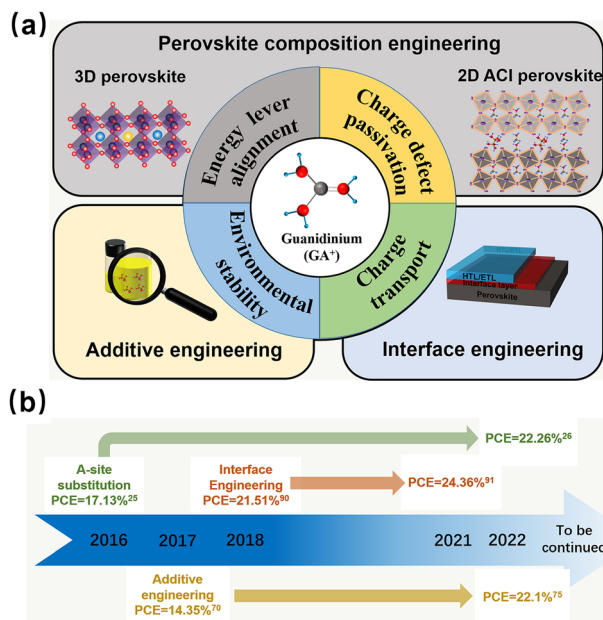 (a)
Perovskite composition engineering
3D perovskite
2D ACI perovskite
Energy lever
alignment
Charge defect
passivation
Guanidinium
(GA⁺)
Environmental
stability
Charge
transport
HTL/ETL
Interface layer
Perovskite
Additive engineering
Interface engineering
(b)
PCE=22.26%²⁶
A-site
substitution
PCE=17.13%²⁵
Interface
Engineering
PCE=21.51%⁹⁰
PCE=24.36%⁹¹
2016 2017 2018 2021 2022
To be
continued
Additive
engineering
PCE=14.35%⁷⁰
PCE=22.1%⁷⁵